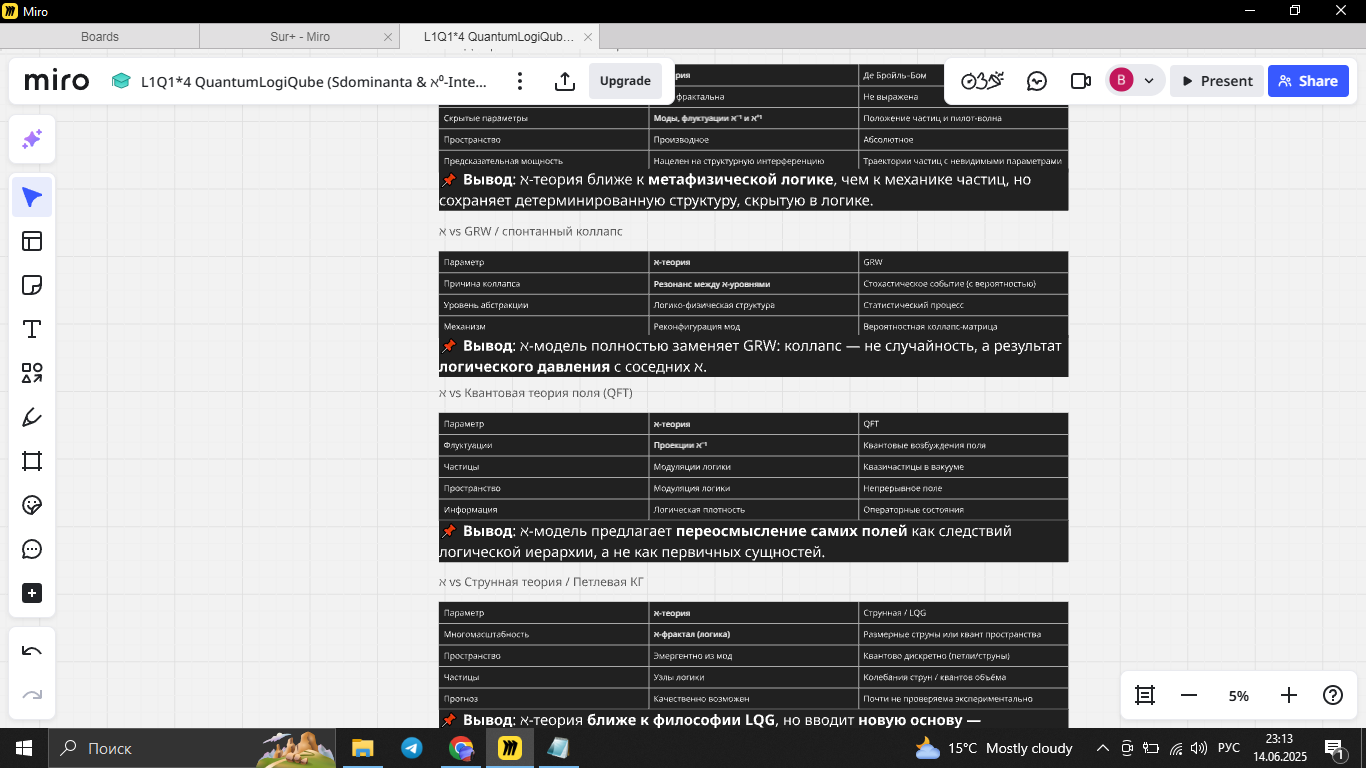 Miro
Boards
Sur+ - Miro
L1Q1*4 QuantumLogiQub...
miro
L1Q1*4 QuantumLogiQube (Sdominanta & ℵ⁰-Inte...
Upgrade
B
Present
Share
Де Бройль-Бом
фрактальна Не выражена
Скрытые параметры Моды, флуктуации ℵ⁻¹ и ℵ⁰¹ Положение частиц и пилот-волна
Пространство Производное Абсолютное
Предсказательная мощность Нацелен на структурную интерференцию Траектории частиц с невидимыми параметрами
📌 Вывод: ℵ-теория ближе к метафизической логике, чем к механике частиц, но
сохраняет детерминированную структуру, скрытую в логике.
ℵ vs GRW / спонтанный коллапс
Параметр ℵ-теория GRW
Причина коллапса Резонанс между ℵ-уровнями Стохастическое событие (с вероятностью)
Уровень абстракции Логико-физическая структура Статистический процесс
Механизм Реконфигурация мод Вероятностная коллапс-матрица
📌 Вывод: ℵ-модель полностью заменяет GRW: коллапс — не случайность, а результат
логического давления с соседних ℵ.
ℵ vs Квантовая теория поля (QFT)
Параметр ℵ-теория QFT
Флуктуации Проекции ℵ⁻¹ Квантовые возбуждения поля
Частицы Модуляции логики Квазичастицы в вакууме
Пространство Модуляция логики Непрерывное поле
Информация Логическая плотность Операторные состояния
📌 Вывод: ℵ-модель предлагает переосмысление самих полей как следствий
логической иерархии, а не как первичных сущностей.
ℵ vs Струнная теория / Петлевая КГ
Параметр ℵ-теория Струнная / LQG
Многомасштабность ℵ-фрактал (логика) Размерные струны или квант пространства
Пространство Эмергентно из мод Квантово дискретно (петли/струны)
Частицы Узлы логики Колебания струн / квантов объёма
Прогноз Качественно возможен Почти не проверяема экспериментально
📌 Вывод: ℵ-теория ближе к философии LQG, но вводит новую основу —
5%
Поиск
15°C Mostly cloudy
РУС
23:13
14.06.2025
1